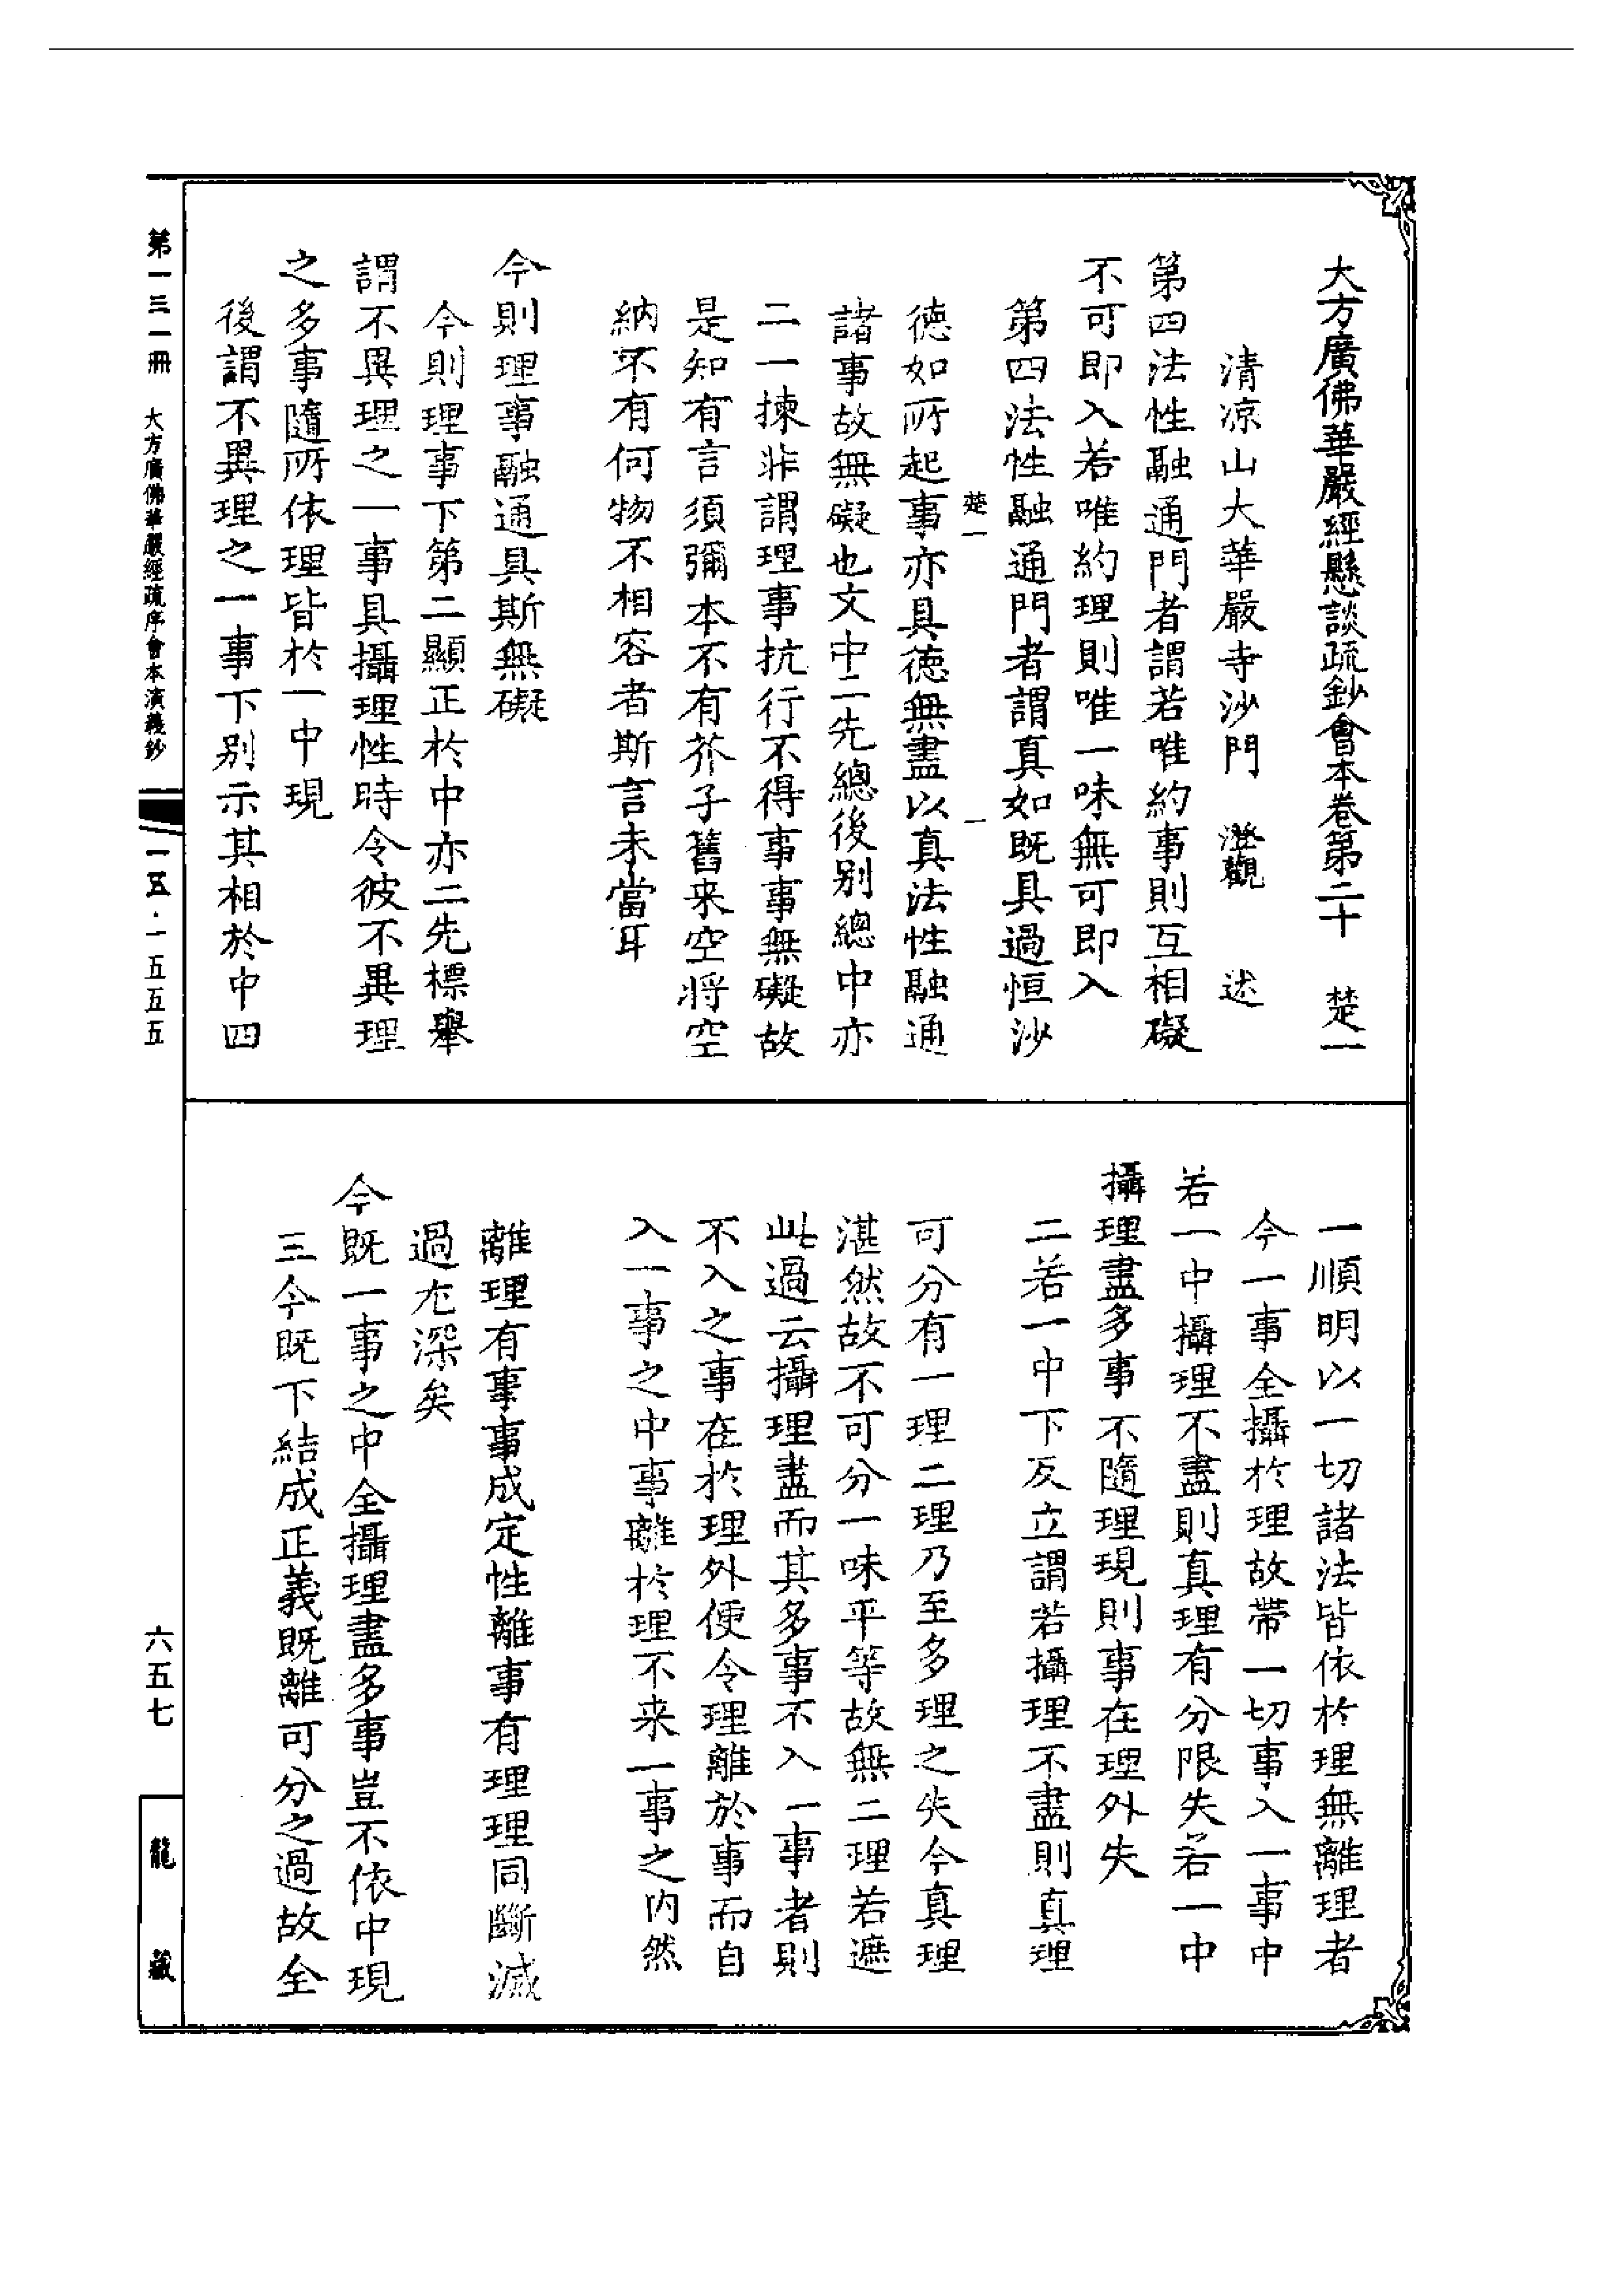 大方廣佛華嚴經懸談疏鈔會本卷第二十 楚一
清涼山大華嚴寺沙門 澄觀 述
第四法性融通門者謂若唯約事則互相礙
不可即入若唯約理則唯一味無可即入
第四法性融通門者謂真如既具過恒沙
楚一 一
德如所起事亦具德無盡以真法性融通
諸事故無礙也文中二先總後別總中亦
二一揀非謂理事抗行不得事事無礙故
是知有言須彌本不有芥子舊来空将空
納不有何物不相容者斯言未當耳
今則理事融通具斯無礙
今則理事下第二顯正於中亦二先標舉
謂不異理之一事具攝理性時令彼不異理
之多事隨所依理皆於一中現
後謂不異理之一事下別示其相於中四
一順明以一切諸法皆依於理無離理者
今一事全攝於理故帶一切事入一事中
若一中攝理不盡則真理有分限失若一中
攝理盡多事不隨理現則事在理外失
二若一中下反立謂若攝理不盡則真理
可分有一理二理乃至多理之失今真理
湛然故不可分一味平等故無二理若遮
此過云攝理盡而其多事不入一事者則
不入之事在於理外便令理離於事而自
入一事之中事離於理不来一事之内然
離理有事事成定性離事有理理同斷滅
過尤深矣
今既一事之中全攝理盡多事豈不依中現
三今既下結成正義既離可分之過故全
第一三一冊 大方廣佛華嚴經疏序會本演義鈔
一五五·一五五五
六五七
龍藏